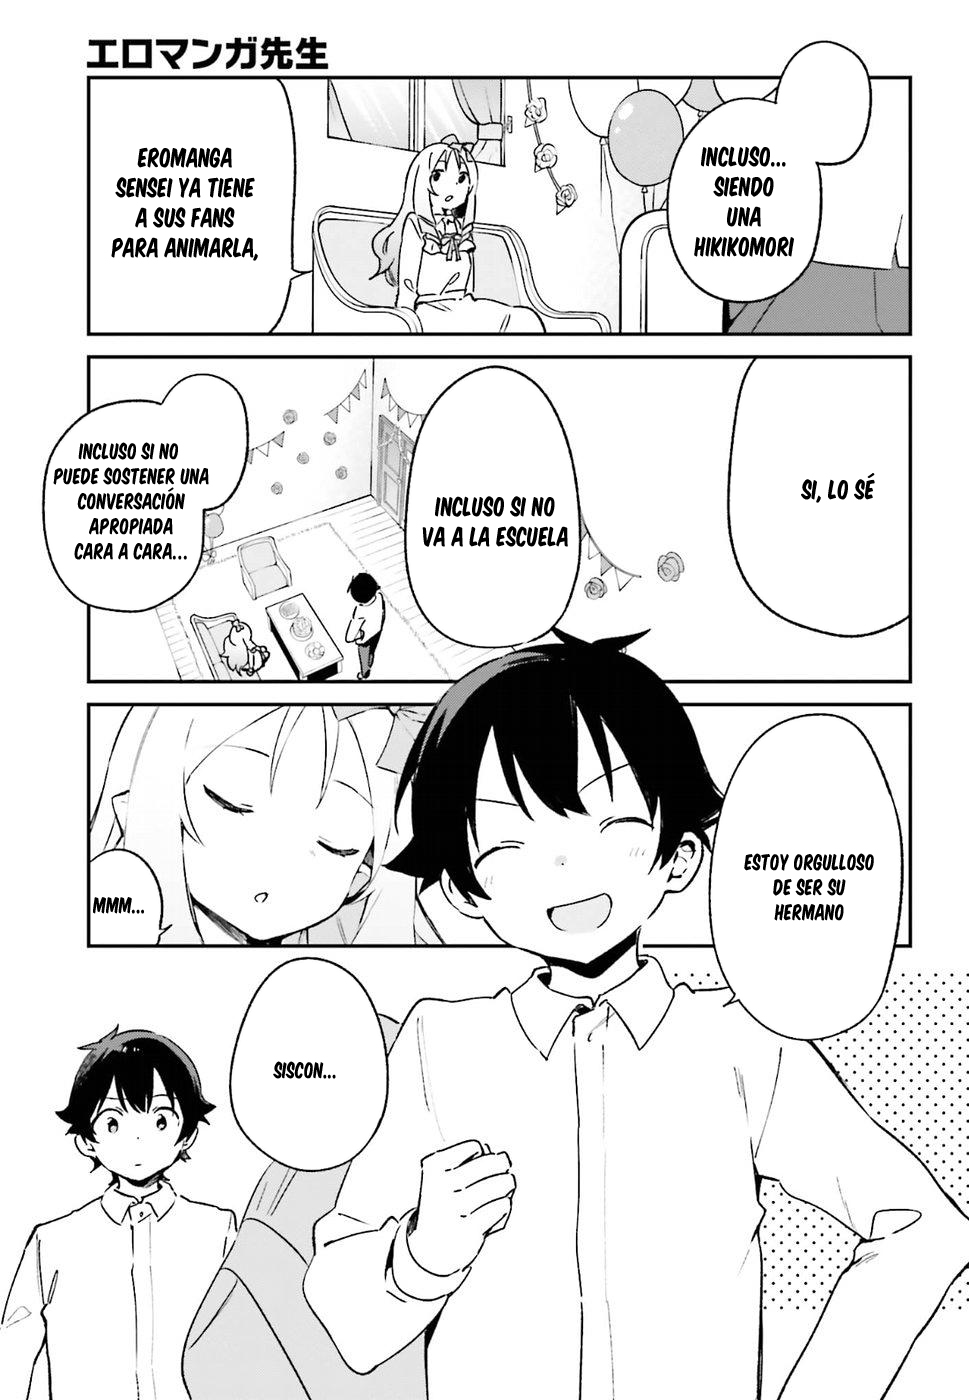 エロマンガ先生
INCLUSO...
SIENDO
UNA
HIKIKOMORI
EROMANGA
SENSEI YA TIENE
A SUS FANS
PARA ANIMARLA,
SI, LO SÉ
INCLUSO SI NO
VA A LA ESCUELA
INCLUSO SI NO
PUEDE SOSTENER UNA
CONVERSACIÓN
APROPIADA
CARA A CARA...
ESTOY ORGULLOSO
DE SER SU
HERMANO
MMM...
SISCON...